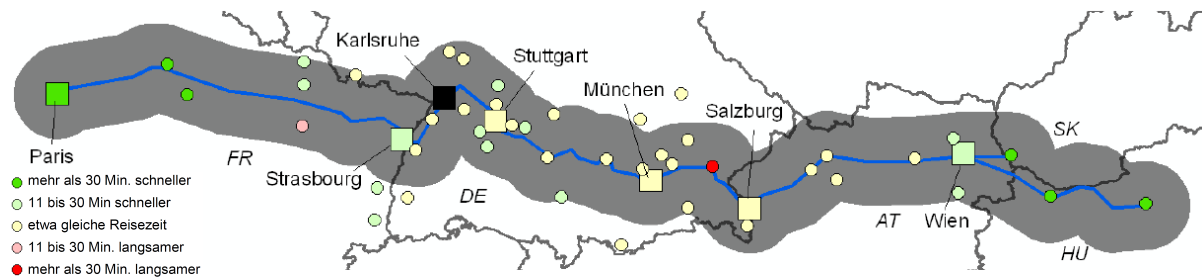 Karlsruhe
Stuttgart
München
Salzburg
Paris
FR
Strasbourg
DE
AT
Wien
SK
HU
mehr als 30 Min. schneller
11 bis 30 Min schneller
etwa gleiche Reisezeit
11 bis 30 Min. langsamer
mehr als 30 Min. langsamer